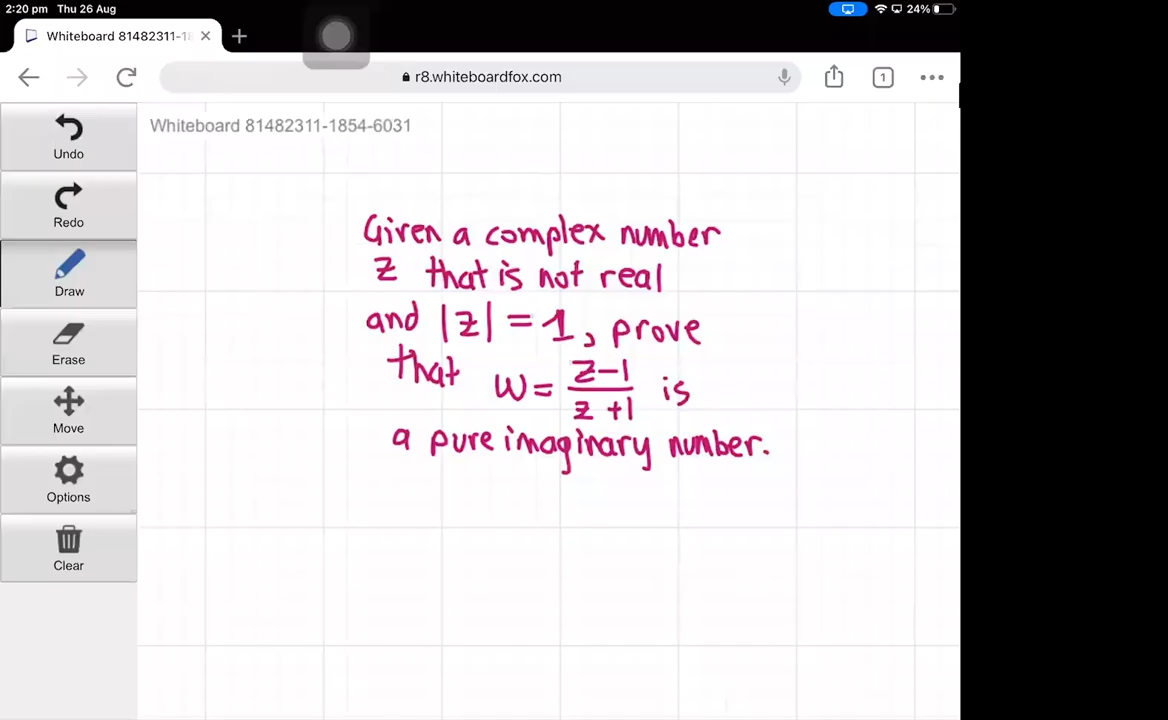 2:20 pm Thu 26 Aug
24%
Whiteboard 81482311-18
r8.whiteboardfox.com
1
Whiteboard 81482311-1854-6031
Undo
Redo
Draw
Erase
Move
Options
Clear
Given a complex number
z that is not real
and |z| = 1, prove
that w = \frac{z-1}{z+1} is
a pure imaginary number.